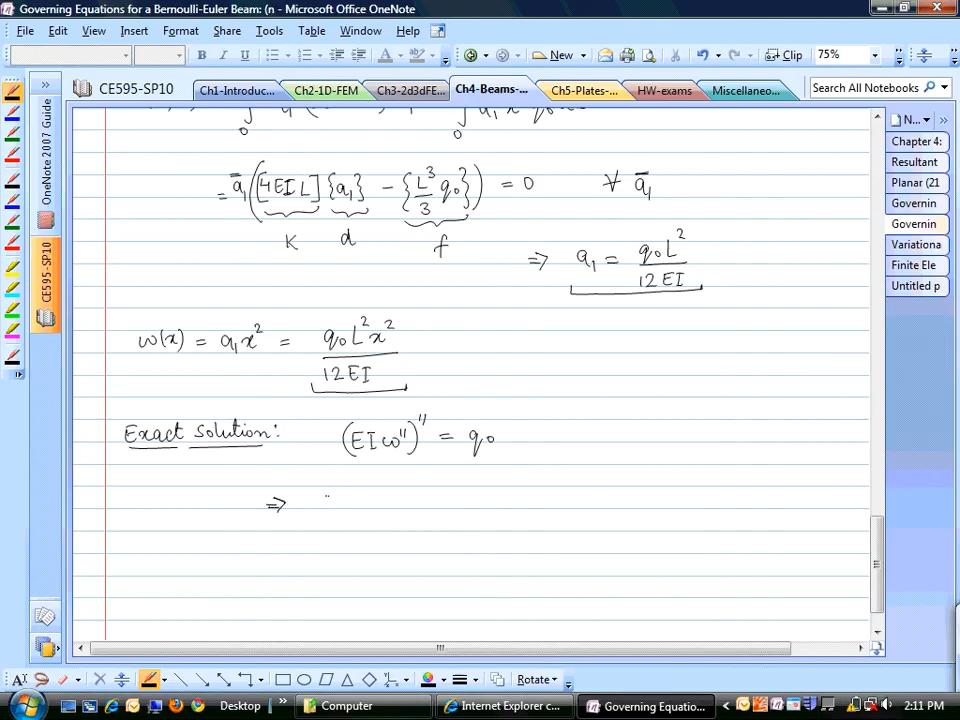 Governing Equations for a Bernoulli-Euler Beam: (n - Microsoft Office OneNote
File Edit View Insert Format Share Tools Table Window Help
B I U New Clip 75%
CE595-SP10 Ch1-Introduc... Ch2-1D-FEM Ch3-2d3dFE... Ch4-Beams-... Ch5-Plates-... HW-exams Miscellaneo... Search All Notebooks
OneNote 2007 Guide
CE595-SP10
N...
Chapter 4:
Resultant
Planar (21
Governin
Governin
Variationa
Finite Ele
Untitled p
= ā₁([4EIL]{a₁} - {L³/3 q₀}) = 0 ∀ ā₁
K d f
⇒ a₁ = q₀L²/12EI
ω(x) = a₁x² = q₀L²x²/12EI
Exact Solution: (EIω'')'' = q₀
⇒
A Rotate
Desktop Computer Internet Explorer c... Governing Equatio... 2:11 PM